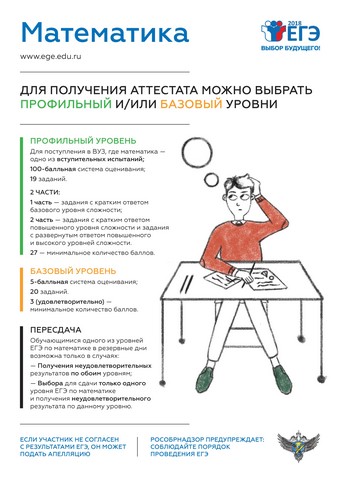 Математика
2018
ЕГЭ
ВЫБОР БУДУЩЕГО!
www.ege.edu.ru
ДЛЯ ПОЛУЧЕНИЯ АТТЕСТАТА МОЖНО ВЫБРАТЬ
ПРОФИЛЬНЫЙ И/ИЛИ БАЗОВЫЙ УРОВНИ
ПРОФИЛЬНЫЙ УРОВЕНЬ
Для поступления в ВУЗ, где математика —
одно из вступительных испытаний;
100-балльная система оценивания;
19 заданий.
2 ЧАСТИ:
1 часть — задания с кратким ответом
базового уровня сложности;
2 часть — задания с кратким ответом
повышенного уровня сложности и задания
с развернутым ответом повышенного
и высокого уровней сложности.
27 — минимальное количество баллов.
БАЗОВЫЙ УРОВЕНЬ
5-балльная система оценивания;
20 заданий.
3 (удовлетворительно) —
минимальное количество баллов.
ПЕРЕСДАЧА
Обучающимися одного из уровней
ЕГЭ по математике в резервные дни
возможно только в случаях:
— Получения неудовлетворительных
результатов по обоим уровням;
— Выбора для сдачи только одного
уровня ЕГЭ по математике
и получения неудовлетворительного
результата по данному уровню.
ЕСЛИ УЧАСТНИК НЕ СОГЛАСЕН
С РЕЗУЛЬТАТАМИ ЕГЭ, ОН МОЖЕТ
ПОДАТЬ АПЕЛЛЯЦИЮ
РОСОБРНАДЗОР ПРЕДУПРЕЖДАЕТ:
СОБЛЮДАЙТЕ ПОРЯДОК
ПРОВЕДЕНИЯ ЕГЭ